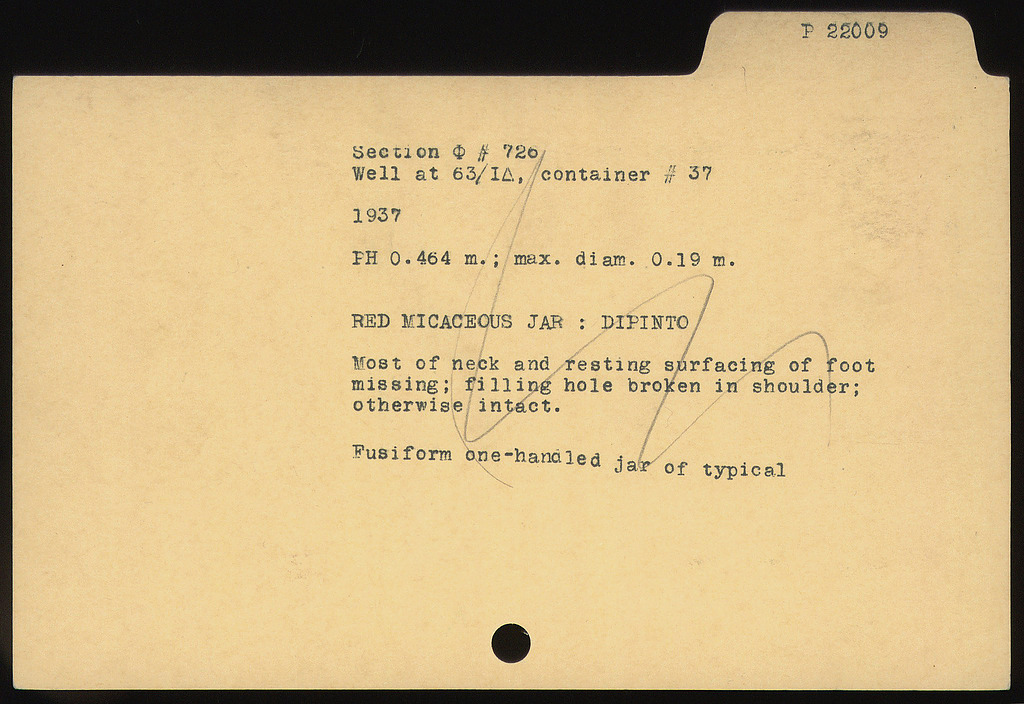 P 22009
Section Φ # 726
Well at 63/ΙΔ, container # 37
1937
PH 0.464 m.; max. diam. 0.19 m.
RED MICACEOUS JAR : DIPINTO
Most of neck and resting surfacing of foot
missing; filling hole broken in shoulder;
otherwise intact.
Fusiform one-handled jar of typical